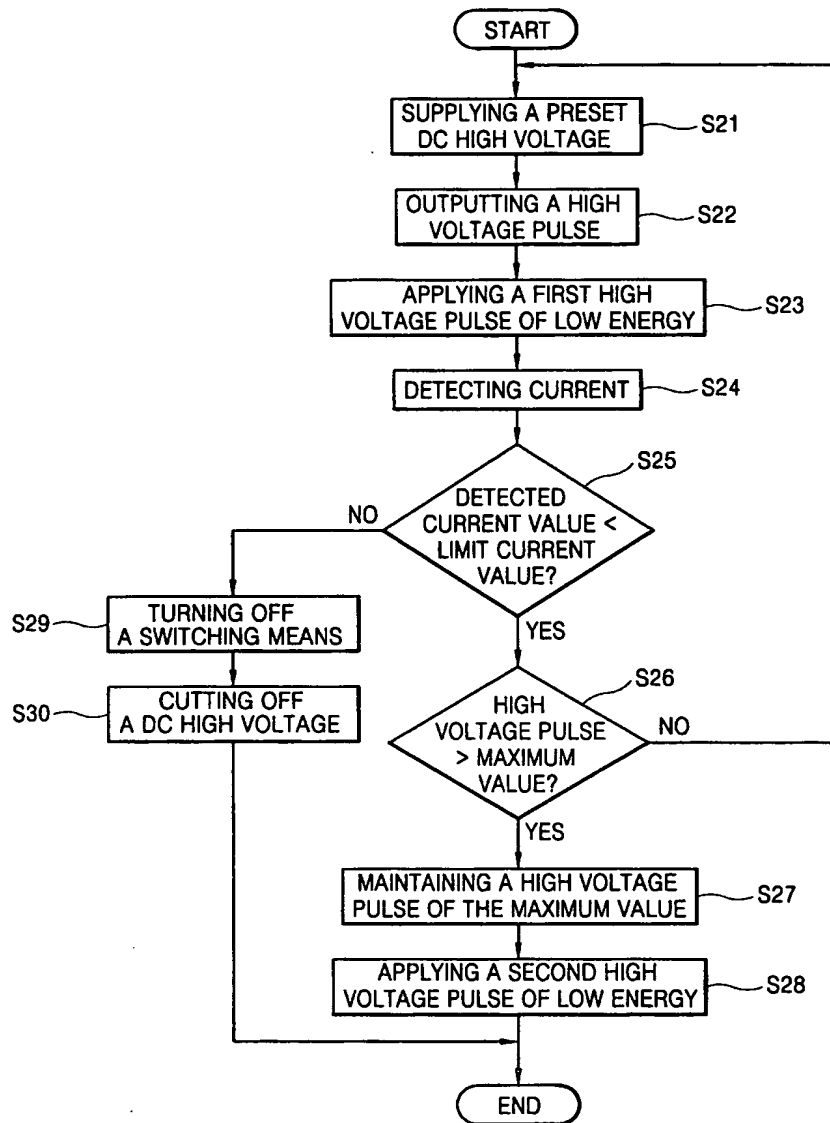 START
SUPPLYING A PRESET
DC HIGH VOLTAGE
S21
OUTPUTTING A HIGH
VOLTAGE PULSE
S22
APPLYING A FIRST HIGH
VOLTAGE PULSE OF LOW ENERGY
S23
DETECTING CURRENT
S24
S25
DETECTED
CURRENT VALUE <
LIMIT CURRENT
VALUE?
NO
YES
S29
TURNING OFF
A SWITCHING MEANS
S30
CUTTING OFF
A DC HIGH VOLTAGE
S26
HIGH
VOLTAGE PULSE
> MAXIMUM
VALUE?
NO
YES
MAINTAINING A HIGH VOLTAGE
PULSE OF THE MAXIMUM VALUE
S27
APPLYING A SECOND HIGH
VOLTAGE PULSE OF LOW ENERGY
S28
END